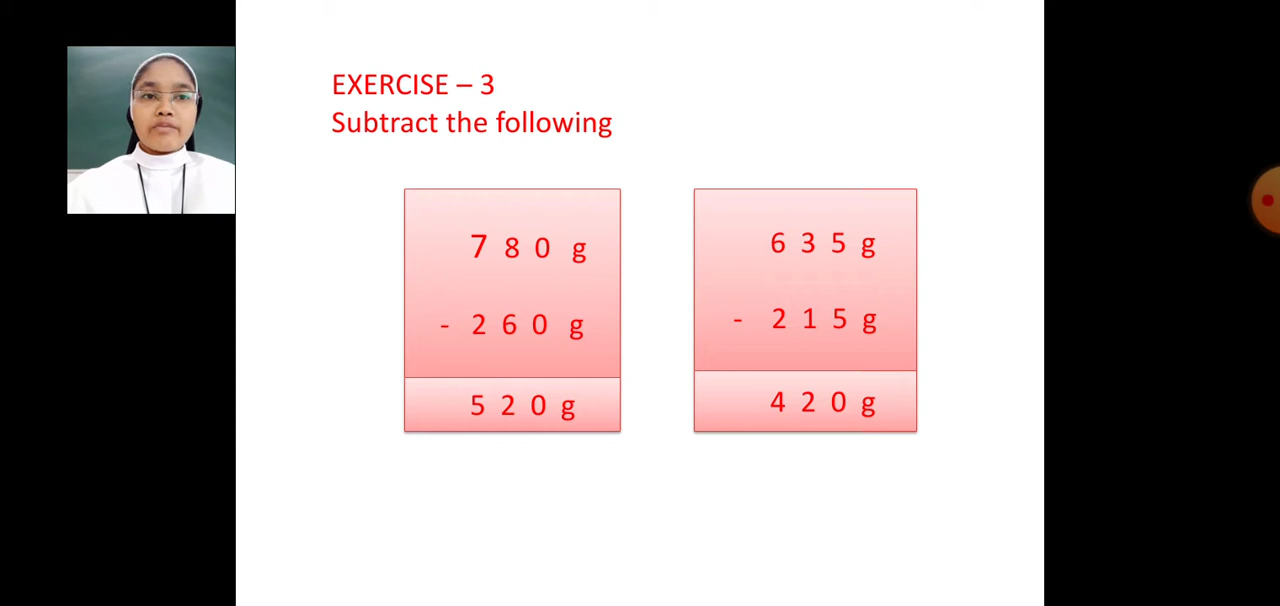 EXERCISE – 3
Subtract the following
7 8 0 g
- 2 6 0 g
5 2 0 g
6 3 5 g
- 2 1 5 g
4 2 0 g